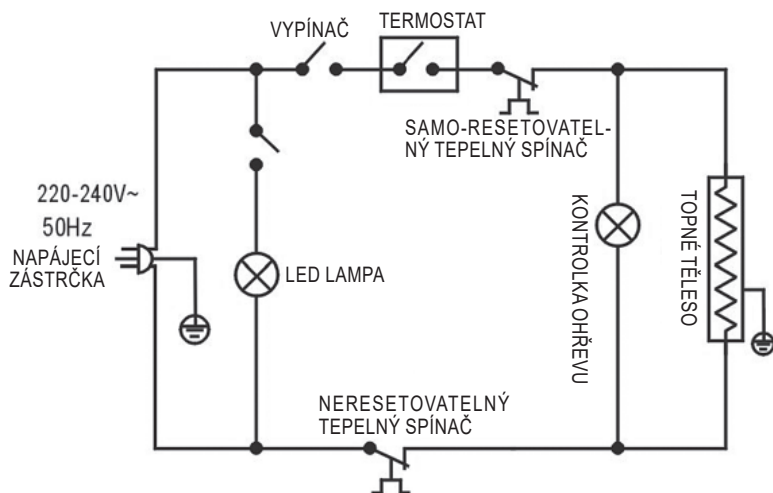 VYPÍNAČ
TERMOSTAT
SAMO-RESETOVATEL-
NÝ TEPELNÝ SPÍNAČ
220-240V~
50Hz
NAPÁJECÍ
ZÁSTRČKA
LED LAMPA
KONTROLKA OHŘEVU
TOPNÉ TĚLESO
NERESETOVATELNÝ
TEPELNÝ SPÍNAČ